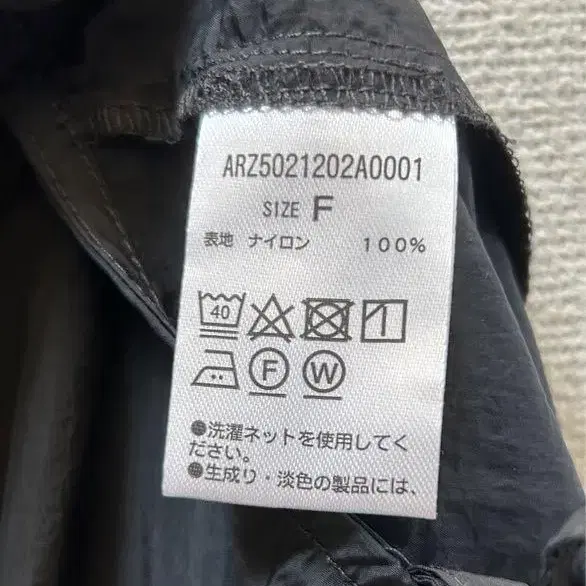 ARZ5021202A0001
SIZE F
表地 ナイロン 100%
40
F W
●洗濯ネットを使用してく
ださい。
●生成り・淡色の製品には、